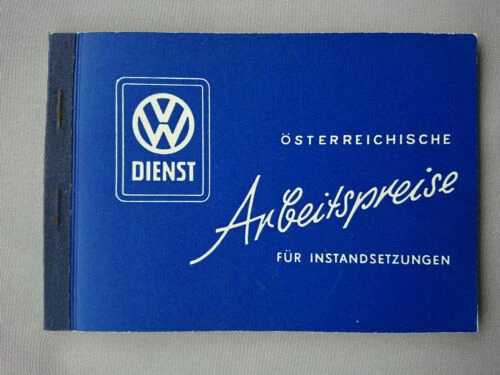 VW
DIENST
ÖSTERREICHISCHE
Arbeitspreise
FÜR INSTANDSETZUNGEN